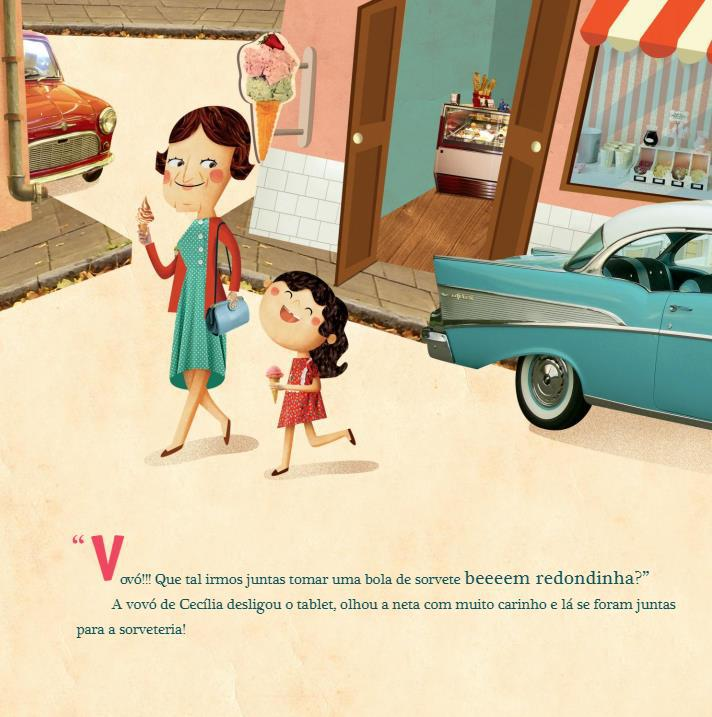 “Vovó!!! Que tal irmos juntas tomar uma bola de sorvete beeeem redondinha?”
A vovó de Cecília desligou o tablet, olhou a neta com muito carinho e lá se foram juntas
para a sorveteria!